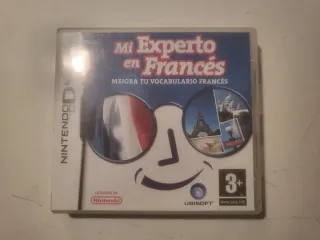 Mi Experto
en Francés
MEJORA TU VOCABULARIO FRANCÉS
NINTENDO DS
Nintendo
UBISOFT
3+